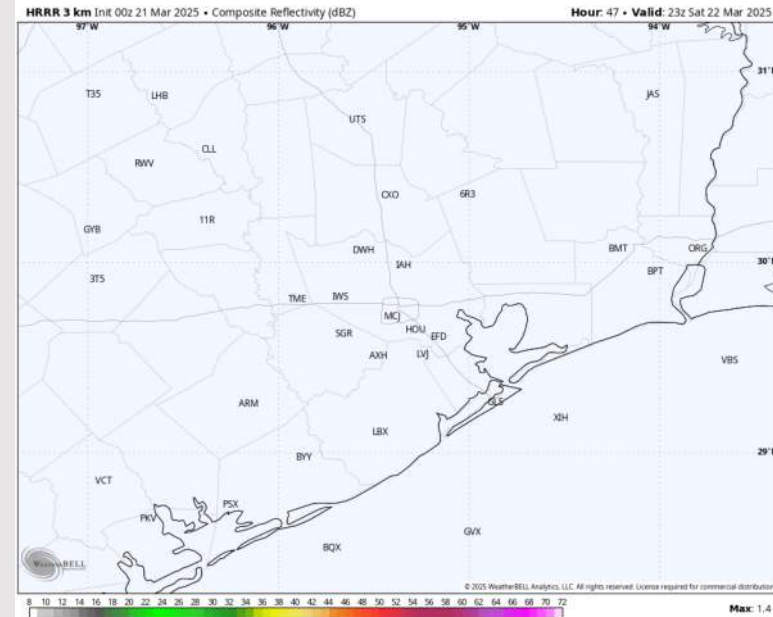 HRRR 3 km Init 00z 21 Mar 2025 • Composite Reflectivity (dBZ) Hour: 47 • Valid: 23z Sat 22 Mar 2025
97°W 96°W 95°W 94°W
31°
T35 LHB JAS
UTS
CLL
RWV
CXO 6R3
11R
GYB
DWH BMT ORG
IAH 30°
3T5 BPT
TME IWS
MCJ
SGR HOU EFD
AXH LVJ VBS
ARM GLS
XIH
LBX
BYY 29°
VCT
PSX
PKV
GVX
BQX
WeatherBELL
© 2025 WeatherBELL Analytics, LLC. All rights reserved. License required for commercial distribution
8 10 12 14 16 18 20 22 24 26 28 30 32 34 36 38 40 42 44 46 48 50 52 54 56 58 60 62 64 66 68 70 72
Max: 1.4